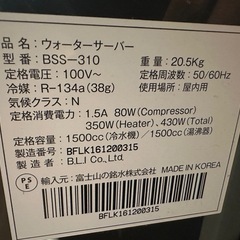 品 名：ウォーターサーバー
型 番：BSS-310 重 量：20.5Kg
定格電圧：100V~ 定格周波数：50/60Hz
冷媒：R-134a(38g) 使用場所：屋内用
気候クラス：N
定格消費電力：1.5A 80W(Compressor)
350W(Heater), 430W(Total)
定格容量：1500cc(冷水機)／1500cc(湯沸器)
製造番号：BFLK161200315
製造者：B.L.I Co., Ltd.
PSE
MADE IN KOREA
輸入元：富士山の銘水株式会社
BFLK161200315